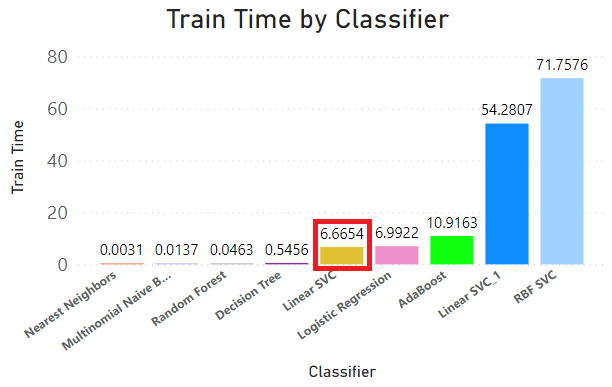 Train Time by Classifier
Train Time
80
60
40
20
0
0.0031
0.0137
0.0463
0.5456
6.6654
6.9922
10.9163
54.2807
71.7576
Nearest Neighbors
Multinomial Naive B...
Random Forest
Decision Tree
Linear SVC
Logistic Regression
AdaBoost
Linear SVC_1
RBF SVC
Classifier